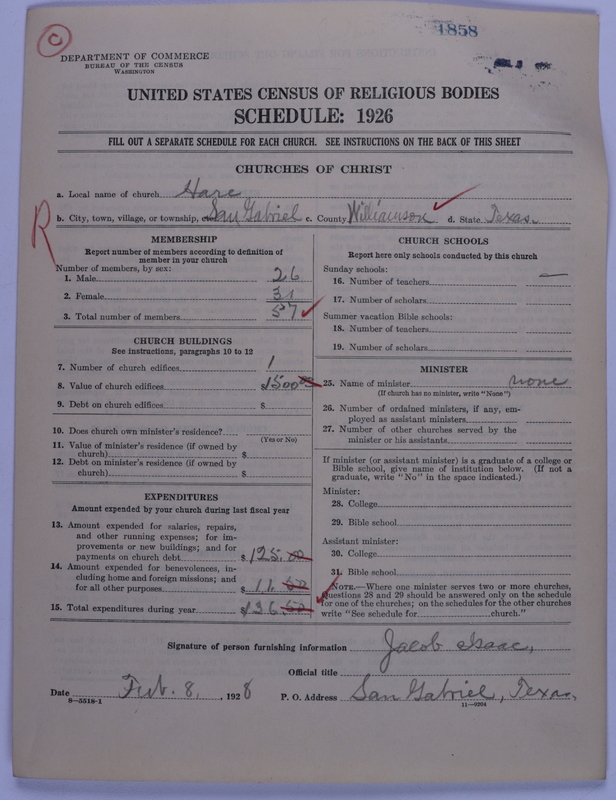 C
1858
DEPARTMENT OF COMMERCE
BUREAU OF THE CENSUS
WASHINGTON
UNITED STATES CENSUS OF RELIGIOUS BODIES
SCHEDULE: 1926
FILL OUT A SEPARATE SCHEDULE FOR EACH CHURCH. SEE INSTRUCTIONS ON THE BACK OF THIS SHEET
CHURCHES OF CHRIST
a. Local name of church Hare
R
b. City, town, village, or township, San Gabriel c. County Williamson d. State Texas.
MEMBERSHIP
Report number of members according to definition of
member in your church
Number of members, by sex:
1. Male 26
2. Female 31
3. Total number of members 57
CHURCH BUILDINGS
See instructions, paragraphs 10 to 12
7. Number of church edifices 1
8. Value of church edifices $1500 00
9. Debt on church edifices $
10. Does church own minister's residence?
(Yes or No)
11. Value of minister's residence (if owned by
church) $
12. Debt on minister's residence (if owned by
church) $
EXPENDITURES
Amount expended by your church during last fiscal year
13. Amount expended for salaries, repairs,
and other running expenses; for im-
provements or new buildings; and for
payments on church debt $ 125.00
14. Amount expended for benevolences, in-
cluding home and foreign missions; and
for all other purposes $ 11.50
15. Total expenditures during year $136.50
CHURCH SCHOOLS
Report here only schools conducted by this church
Sunday schools:
16. Number of teachers
17. Number of scholars
Summer vacation Bible schools:
18. Number of teachers
19. Number of scholars
MINISTER
25. Name of minister none
(If church has no minister, write "None")
26. Number of ordained ministers, if any, em-
ployed as assistant ministers
27. Number of other churches served by the
minister or his assistants
If minister (or assistant minister) is a graduate of a college or
Bible school, give name of institution below. (If not a
graduate, write "No" in the space indicated.)
Minister:
28. College
29. Bible school
Assistant minister:
30. College
31. Bible school
NOTE.—Where one minister serves two or more churches,
questions 28 and 29 should be answered only on the schedule
for one of the churches; on the schedules for the other churches
write "See schedule for church."
Signature of person furnishing information Jacob Isaac,
Official title
Date Feb. 8, 1928 P. O. Address San Gabriel, Texas.
8—5518-1
11—9204